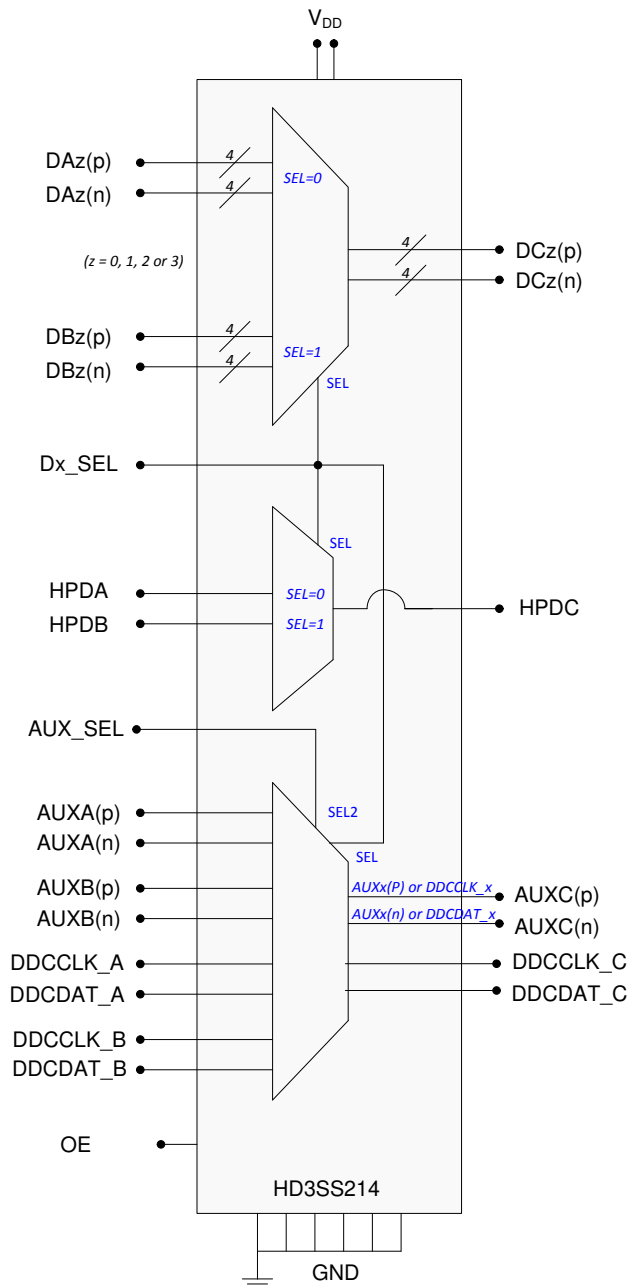 VDD
DAz(p)
4
DAz(n)
4
SEL=0
(z = 0, 1, 2 or 3)
4
DCz(p)
4
DCz(n)
DBz(p)
4
DBz(n)
4
SEL=1
SEL
Dx_SEL
SEL
HPDA
SEL=0
HPDB
SEL=1
HPDC
AUX_SEL
AUXA(p)
SEL2
AUXA(n)
SEL
AUXB(p)
AUXx(P) or DDCCLK_x
AUXC(p)
AUXB(n)
AUXx(n) or DDCDAT_x
AUXC(n)
DDCCLK_A
DDCCLK_C
DDCDAT_A
DDCDAT_C
DDCCLK_B
DDCDAT_B
OE
HD3SS214
GND